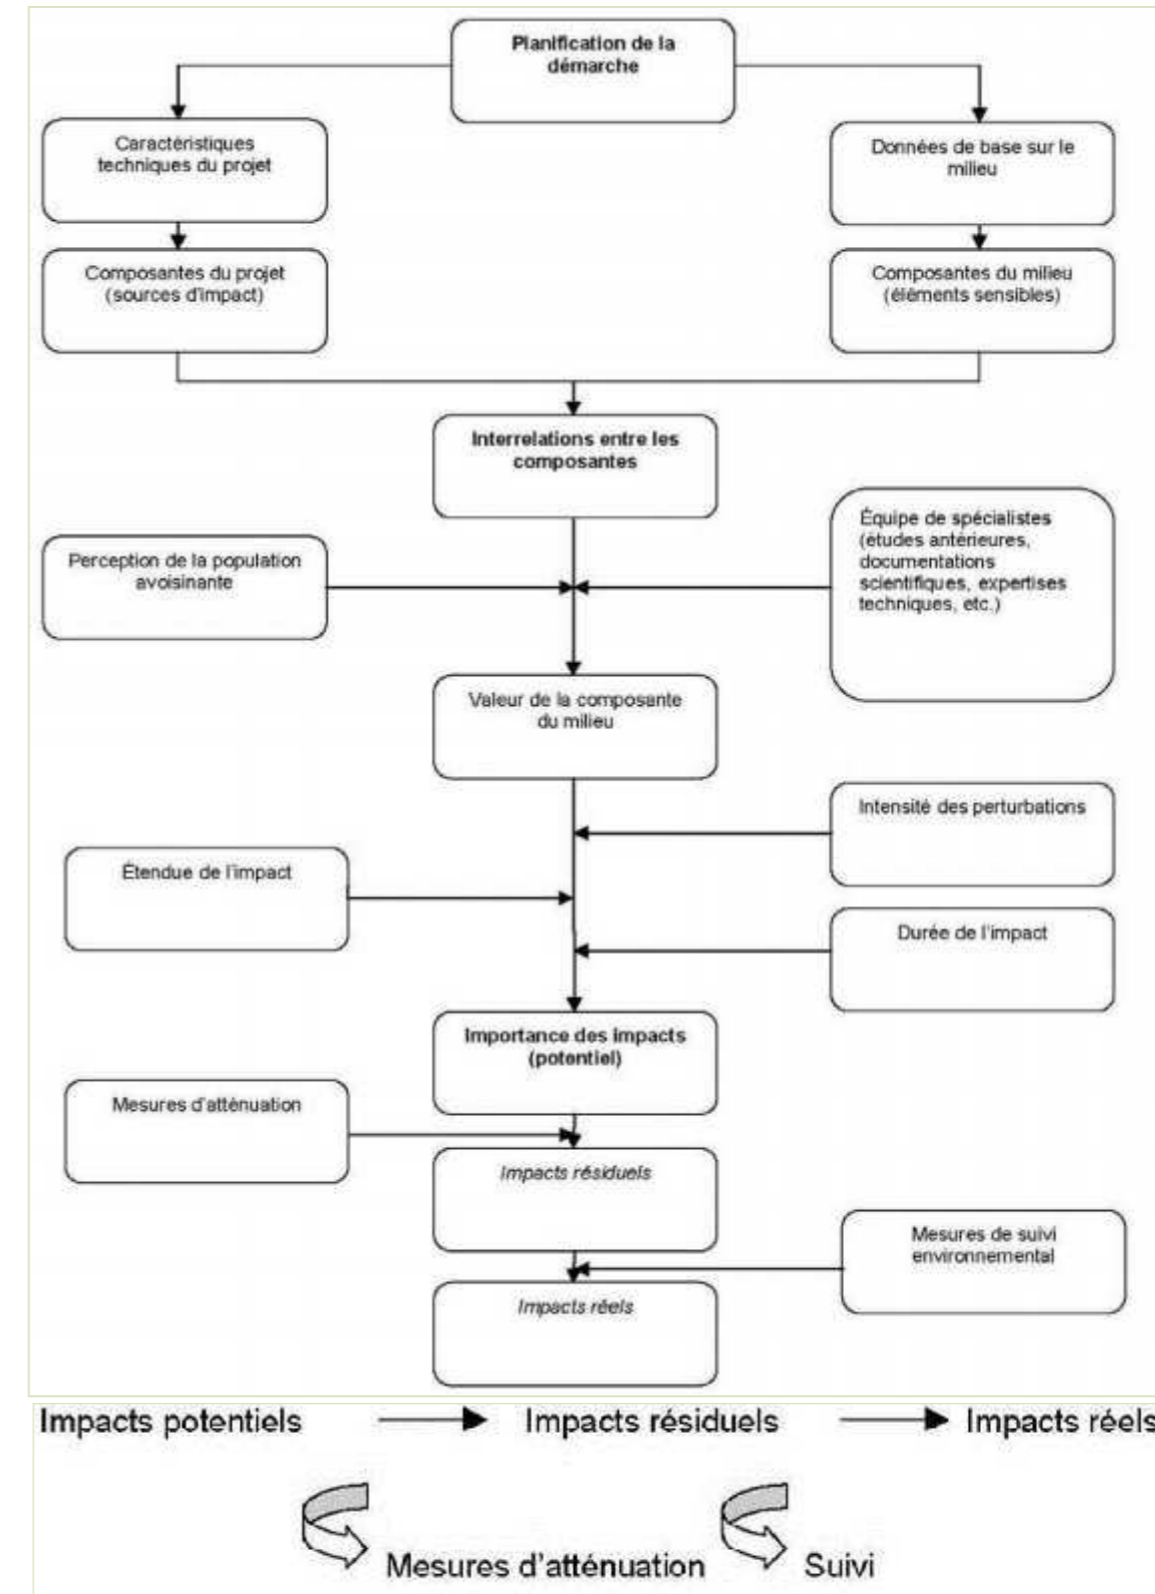 Planification de la
démarche
Caractéristiques
techniques du projet
Données de base sur le
milieu
Composantes du projet
(sources d'impact)
Composantes du milieu
(éléments sensibles)
Interrelations entre les
composantes
Perception de la population
avoisinante
Équipe de spécialistes
(études antérieures,
documentations
scientifiques, expertises
techniques, etc.)
Valeur de la composante
du milieu
Intensité des perturbations
Étendue de l'impact
Durée de l'impact
Importance des impacts
(potentiel)
Mesures d'atténuation
Impacts résiduels
Mesures de suivi
environnemental
Impacts réels
Impacts potentiels Impacts résiduels Impacts réels
Mesures d'atténuation Suivi